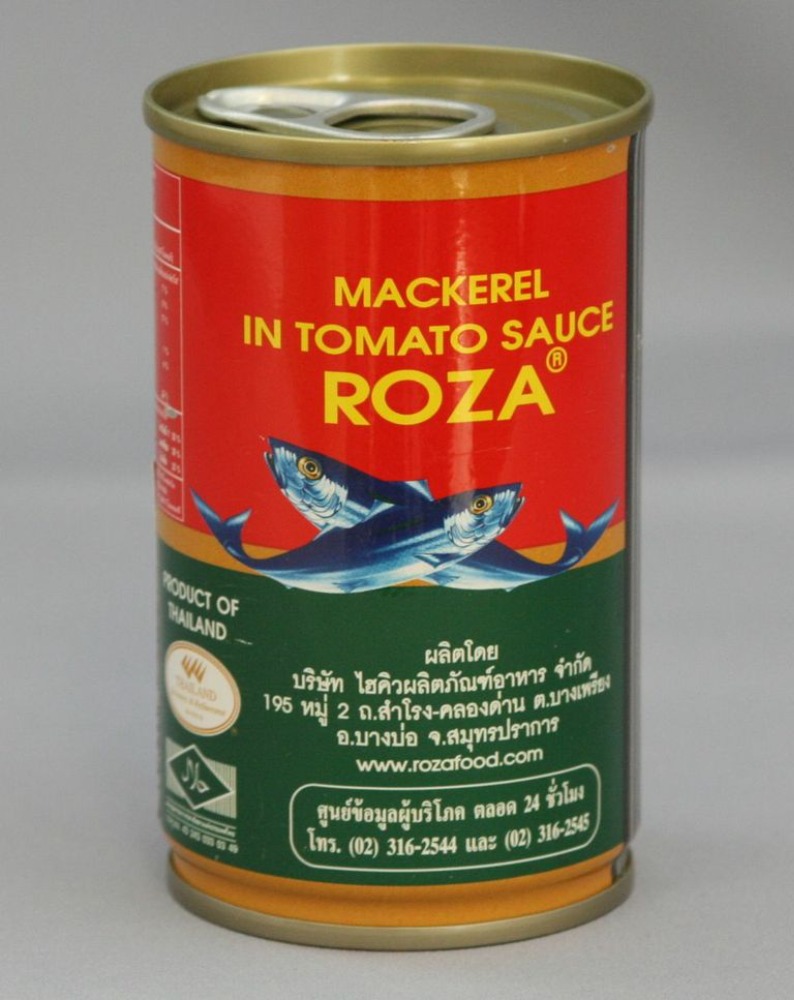 MACKEREL
IN TOMATO SAUCE
ROZA®
PRODUCT OF
THAILAND
THAILAND
ผลิตโดย
บริษัท ไฮคิวผลิตภัณฑ์อาหาร จำกัด
195 หมู่ 2 ถ.สำโรง-คลองด่าน ต.บางเพรียง
อ.บางบ่อ จ.สมุทรปราการ
www.rozafood.com
ศูนย์ข้อมูลผู้บริโภค ตลอด 24 ชั่วโมง
โทร. (02) 316-2544 และ (02) 316-2545